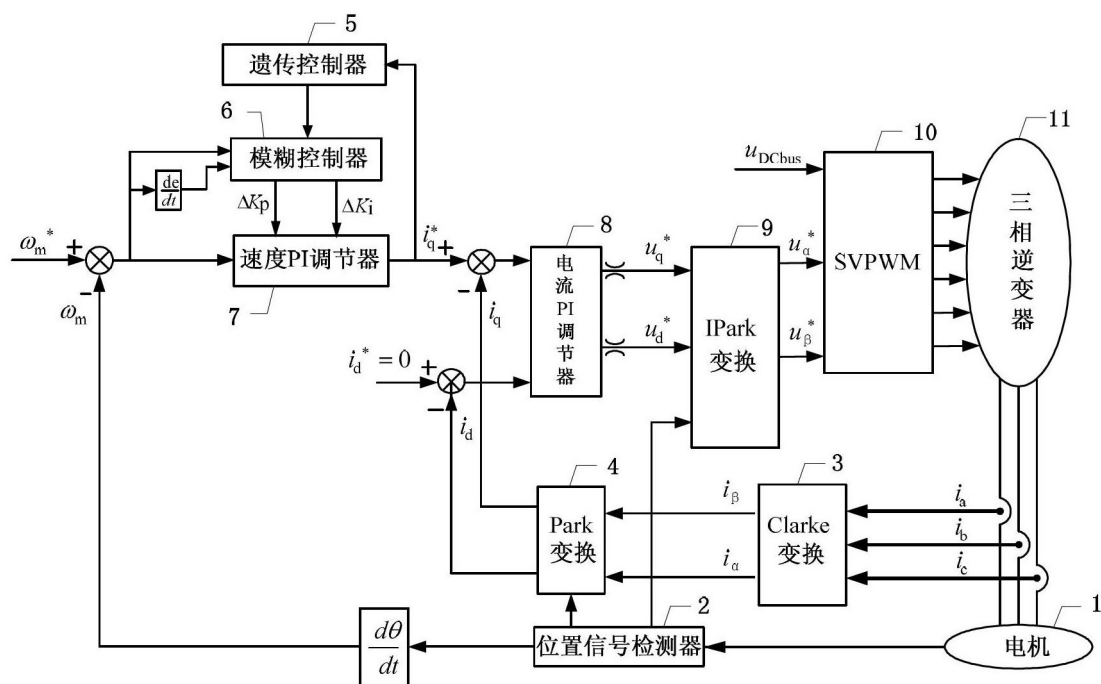 5
遗传控制器
6
模糊控制器
de
dt
ΔKp
ΔKi
ωm*
+
−
ωm
速度PI调节器
7
iq*
+
−
iq
id* = 0
+
−
id
8
电流PI调节器
uq*
ud*
9
IPark
变换
uα*
uβ*
uDCbus
10
SVPWM
11
三相逆变器
4
Park
变换
iβ
iα
3
Clarke
变换
ia
ib
ic
dθ
dt
2
位置信号检测器
1
电机